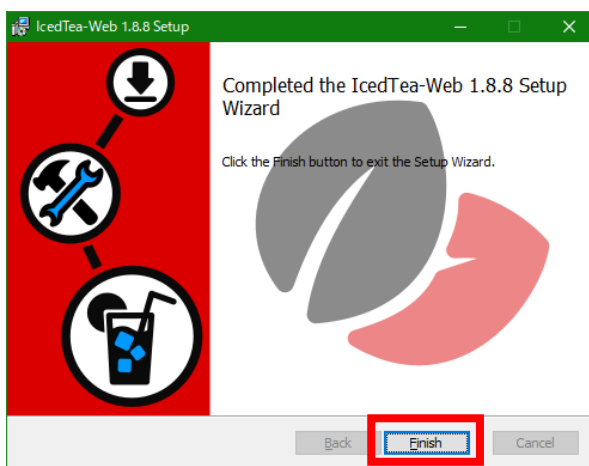 IcedTea-Web 1.8.8 Setup
Completed the IcedTea-Web 1.8.8 Setup
Wizard
Click the Finish button to exit the Setup Wizard.
Back Finish Cancel